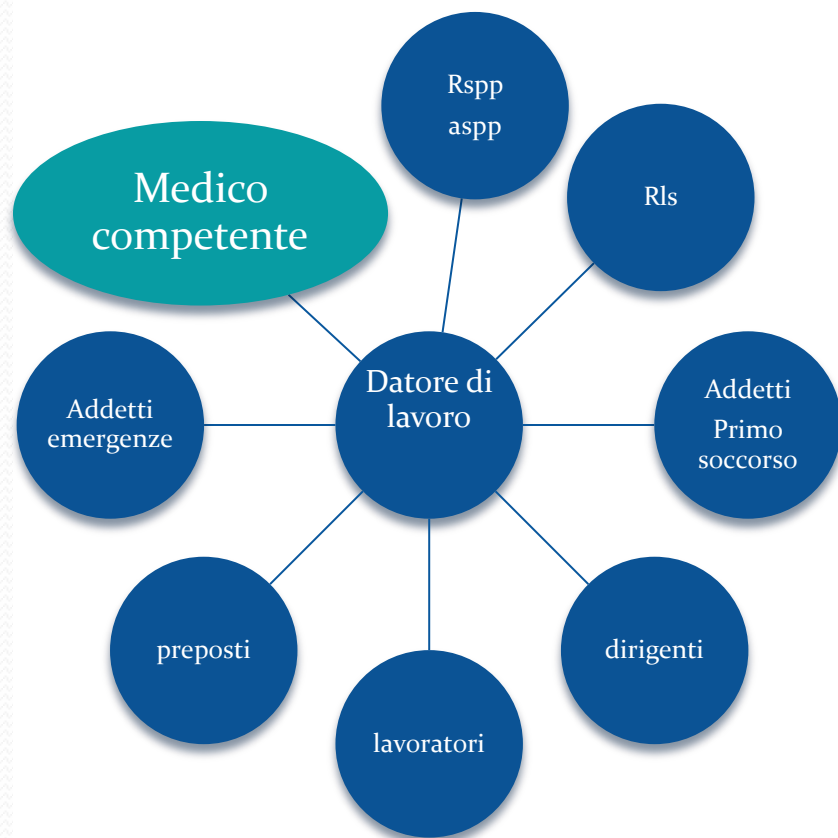 Rspp
aspp
Medico
competente
Rls
Datore di
lavoro
Addetti
emergenze
Addetti
Primo
soccorso
preposti
dirigenti
lavoratori